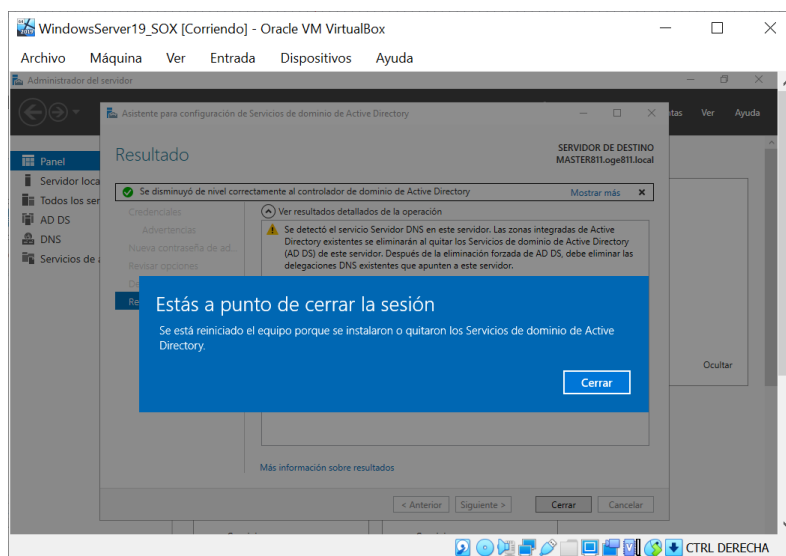 WindowsServer19_SOX [Corriendo] - Oracle VM VirtualBox
Archivo Máquina Ver Entrada Dispositivos Ayuda
Administrador del servidor
Asistente para configuración de Servicios de dominio de Active Directory
tas Ver Ayuda
Resultado
SERVIDOR DE DESTINO
MASTER811.oge811.local
Panel
Servidor loca
Todos los ser
AD DS
DNS
Servicios de a
Se disminuyó de nivel correctamente al controlador de dominio de Active Directory
Mostrar más
Credenciales
Advertencias
Nueva contraseña de ad...
Revisar opciones
De
Re
Ver resultados detallados de la operación
Se detectó el servicio Servidor DNS en este servidor. Las zonas integradas de Active
Directory existentes se eliminarán al quitar los Servicios de dominio de Active Directory
(AD DS) de este servidor. Después de la eliminación forzada de AD DS, debe eliminar las
delegaciones DNS existentes que apunten a este servidor.
Estás a punto de cerrar la sesión
Se está reiniciado el equipo porque se instalaron o quitaron los Servicios de dominio de Active
Directory.
Cerrar
Ocultar
Más información sobre resultados
< Anterior Siguiente > Cerrar Cancelar
CTRL DERECHA